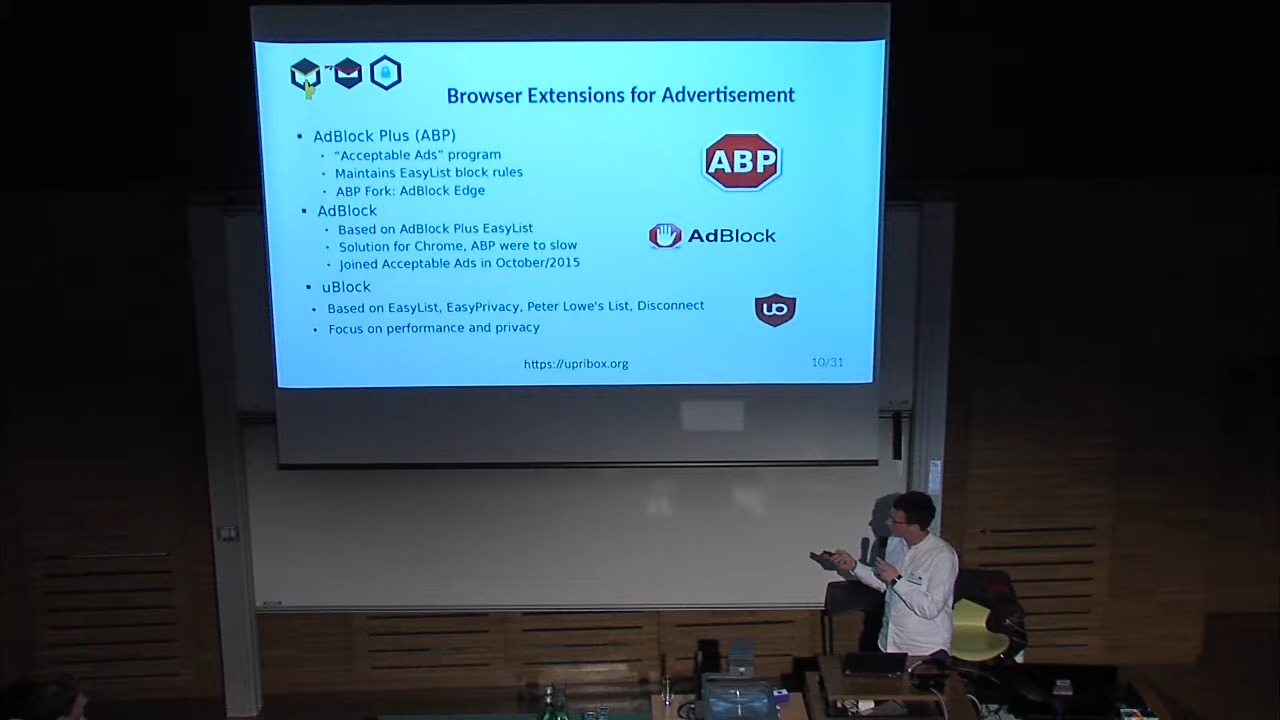 Browser Extensions for Advertisement
AdBlock Plus (ABP)
"Acceptable Ads" program
Maintains EasyList block rules
ABP Fork: AdBlock Edge
ABP
AdBlock
Based on AdBlock Plus EasyList
Solution for Chrome, ABP were to slow
Joined Acceptable Ads in October/2015
AdBlock
uBlock
Based on EasyList, EasyPrivacy, Peter Lowe's List, Disconnect
Focus on performance and privacy
uo
https://upribox.org
10/31